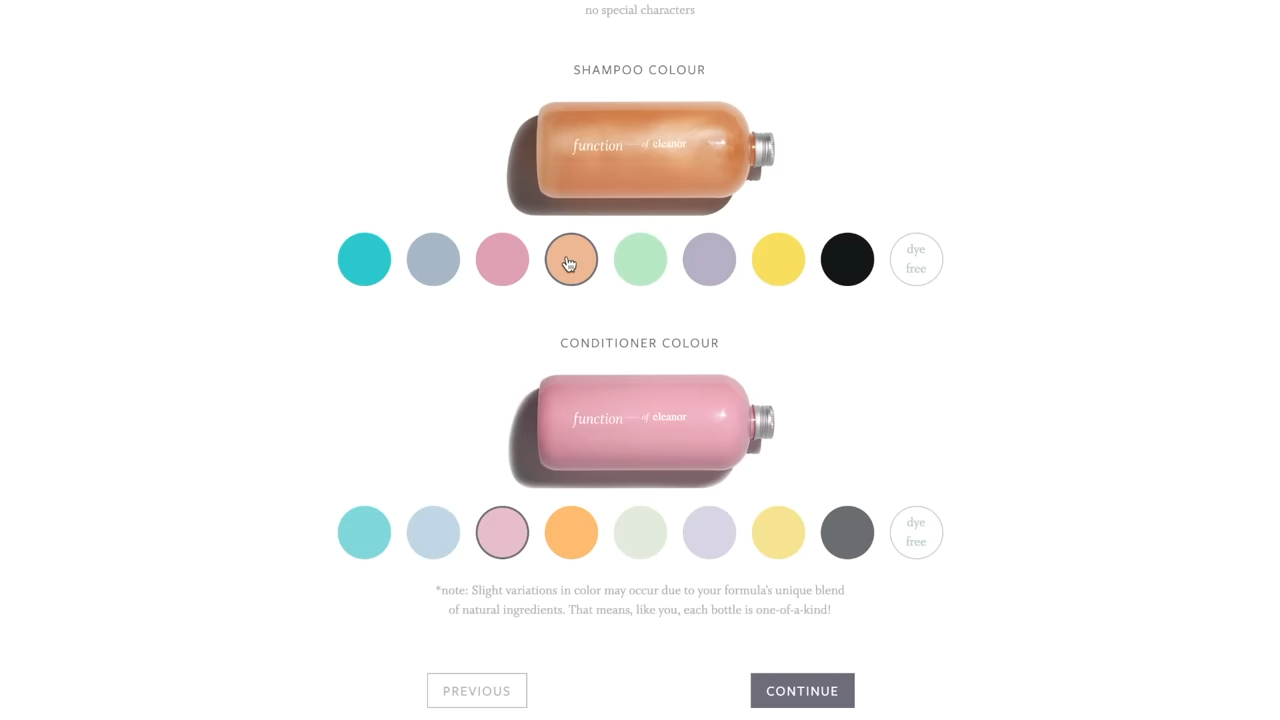 no special characters
SHAMPOO COLOUR
function of eleanor
dye
free
CONDITIONER COLOUR
function of eleanor
dye
free
*note: Slight variations in color may occur due to your formula's unique blend
of natural ingredients. That means, like you, each bottle is one-of-a-kind!
PREVIOUS
CONTINUE